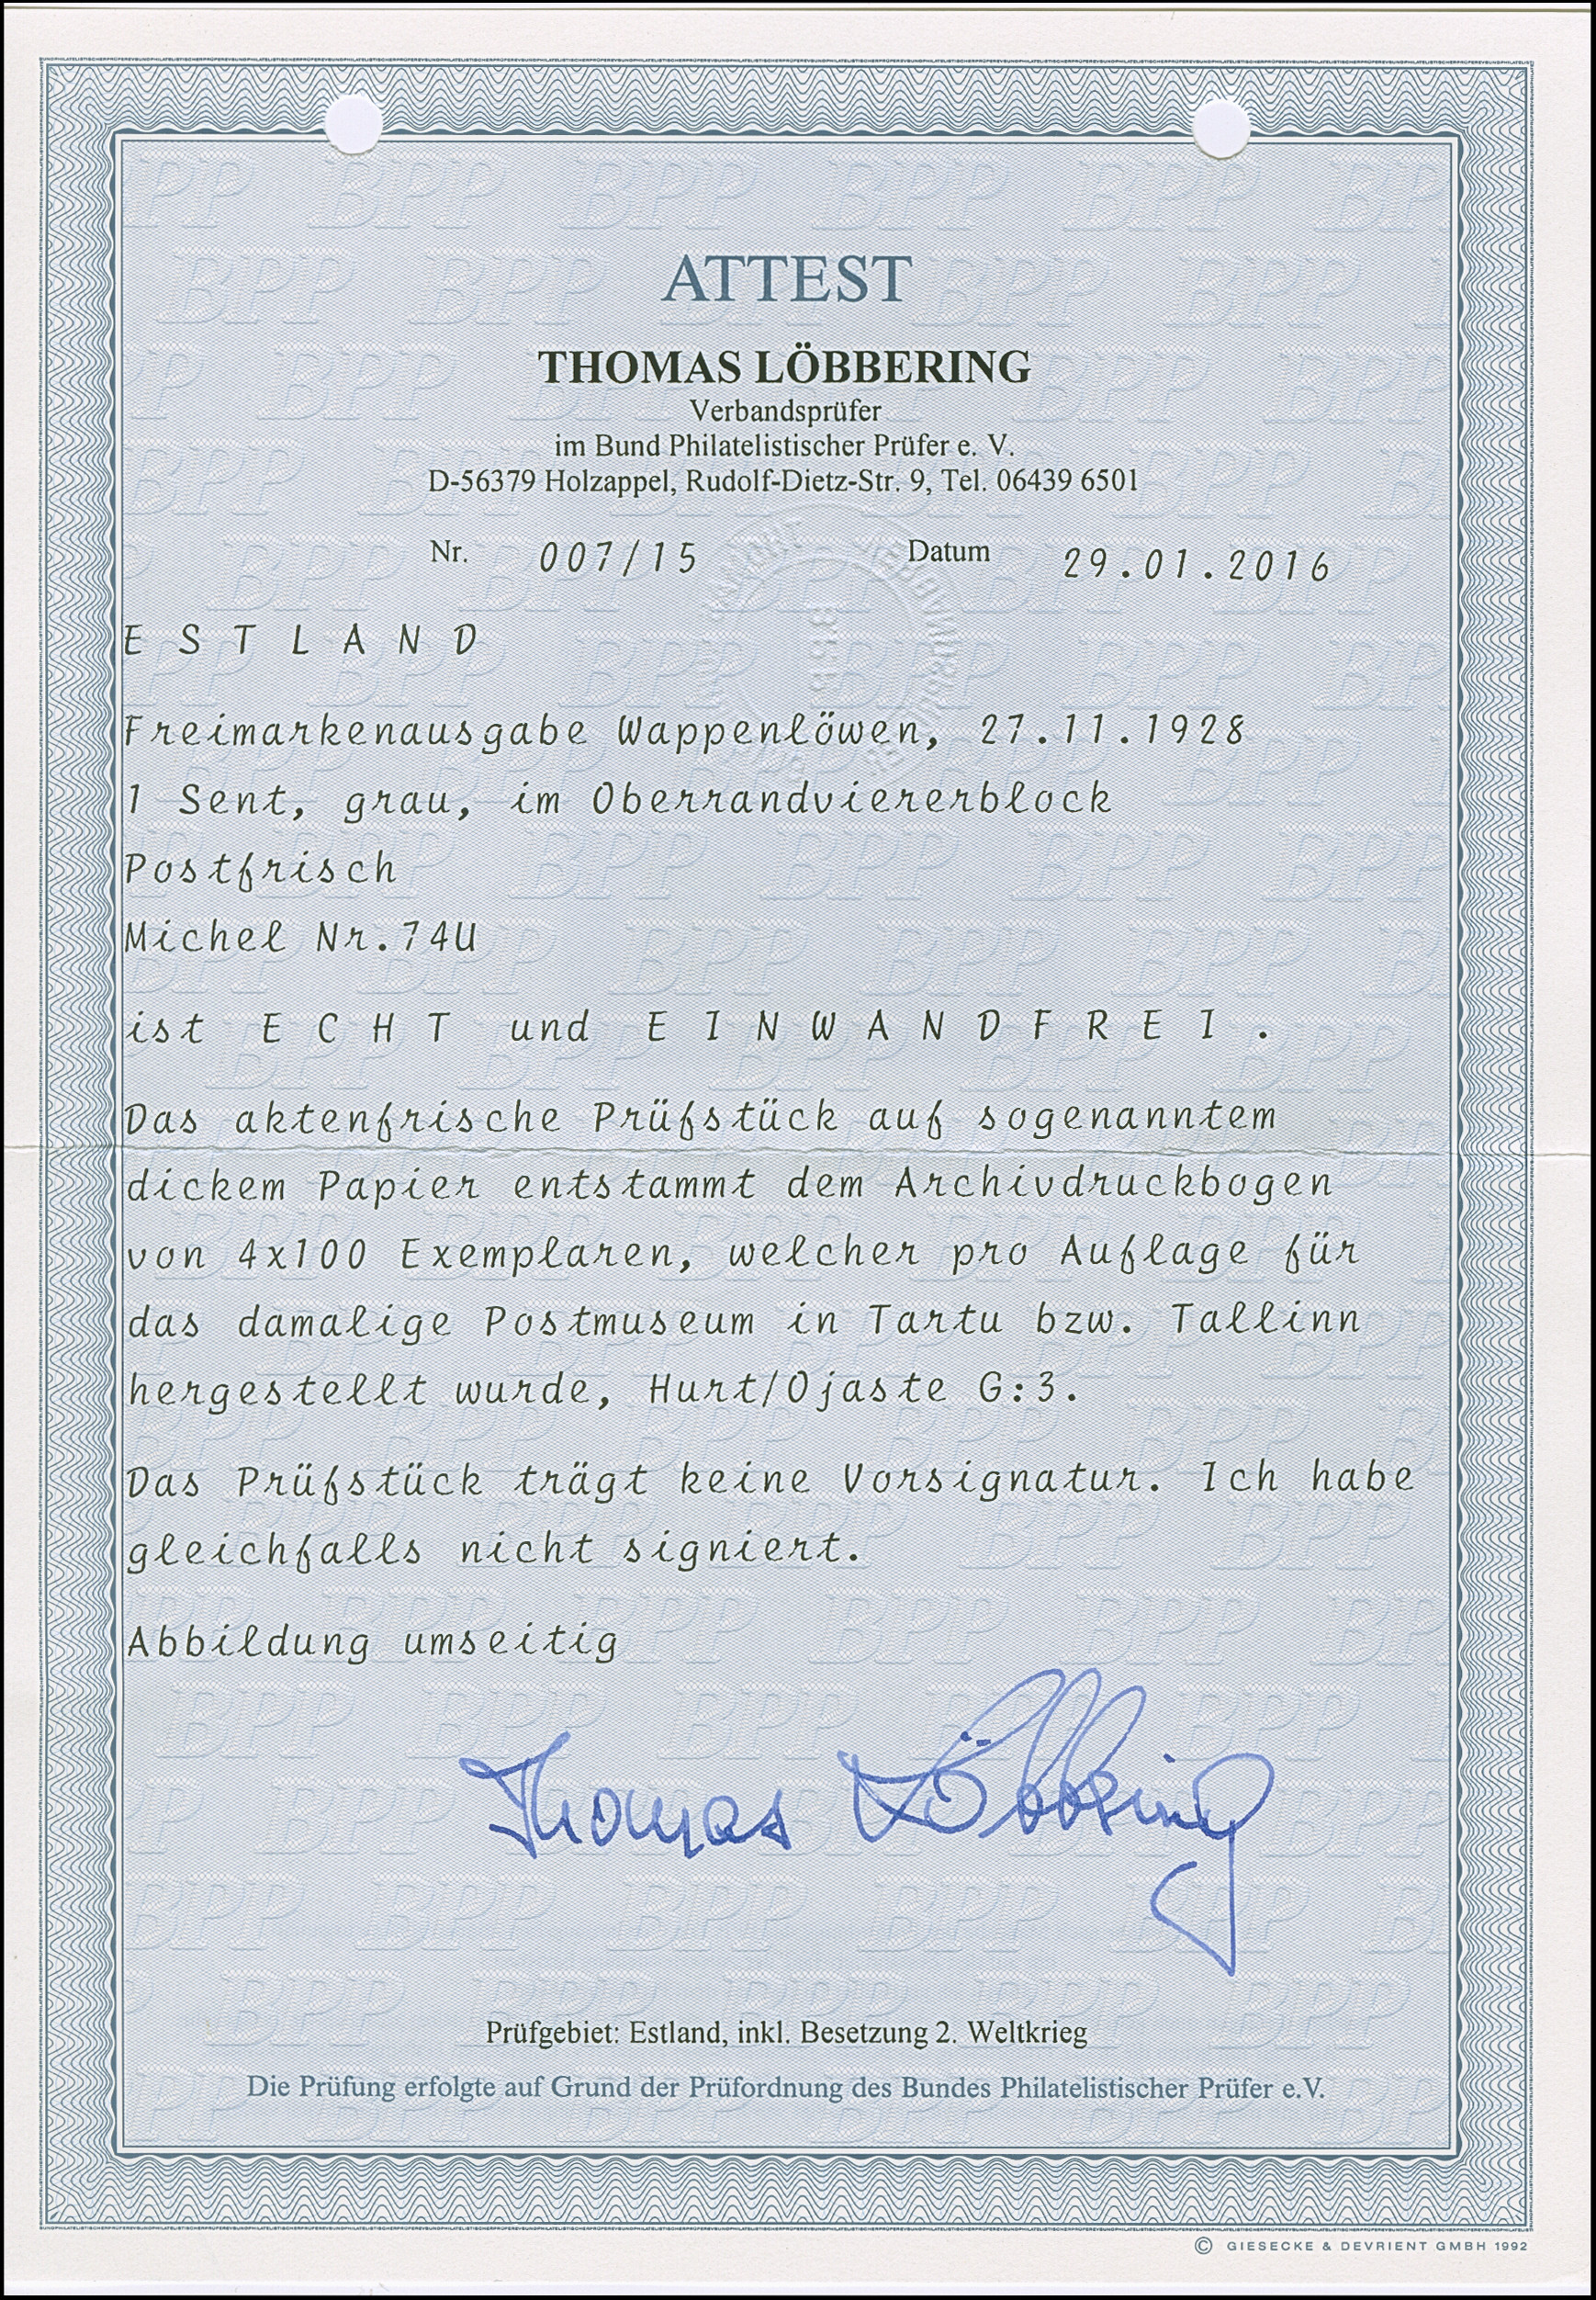 ATTEST
THOMAS LÖBBERING
Verbandsprüfer
im Bund Philatelistischer Prüfer e. V.
D-56379 Holzappel, Rudolf-Dietz-Str. 9, Tel. 06439 6501
Nr. 007/15 Datum 29.01.2016
E S T L A N D
Freimarkenausgabe Wappenlöwen, 27.11.1928
1 Sent, grau, im Oberrandviererblock
Postfrisch
Michel Nr.74U
ist E C H T und E I N W A N D F R E I .
Das aktenfrische Prüfstück auf sogenanntem
dickem Papier entstammt dem Archivdruckbogen
von 4x100 Exemplaren, welcher pro Auflage für
das damalige Postmuseum in Tartu bzw. Tallinn
hergestellt wurde, Hurt/Ojaste G:3.
Das Prüfstück trägt keine Vorsignatur. Ich habe
gleichfalls nicht signiert.
Abbildung umseitig
Thomas Löbbering
Prüfgebiet: Estland, inkl. Besetzung 2. Weltkrieg
Die Prüfung erfolgte auf Grund der Prüfordnung des Bundes Philatelistischer Prüfer e.V.
© GIESECKE & DEVRIENT GMBH 1992